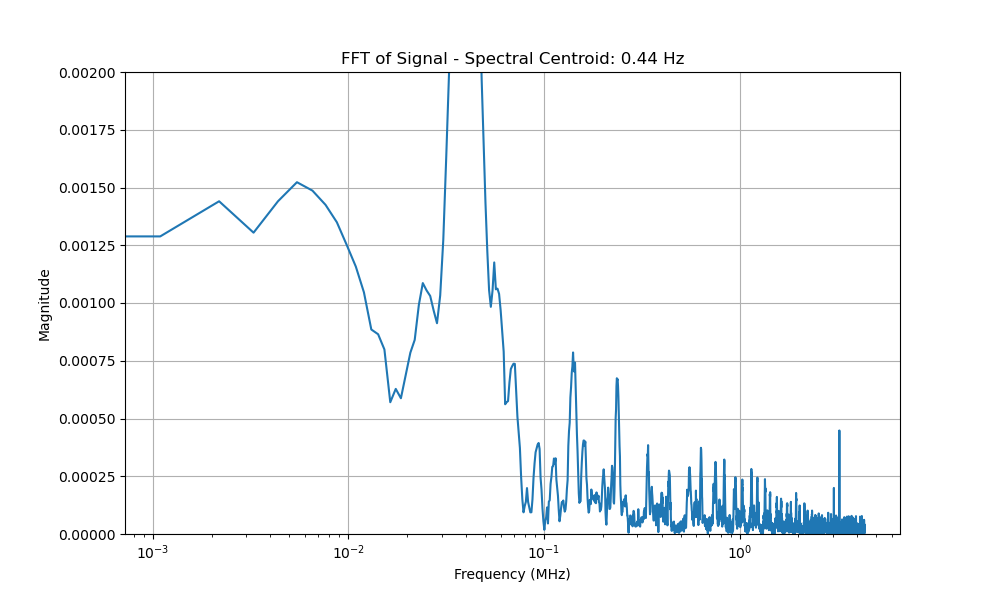 FFT of Signal - Spectral Centroid: 0.44 Hz
0.00200
0.00175
0.00150
0.00125
0.00100
0.00075
0.00050
0.00025
0.00000
Magnitude
10⁻³ 10⁻² 10⁻¹ 10⁰
Frequency (MHz)